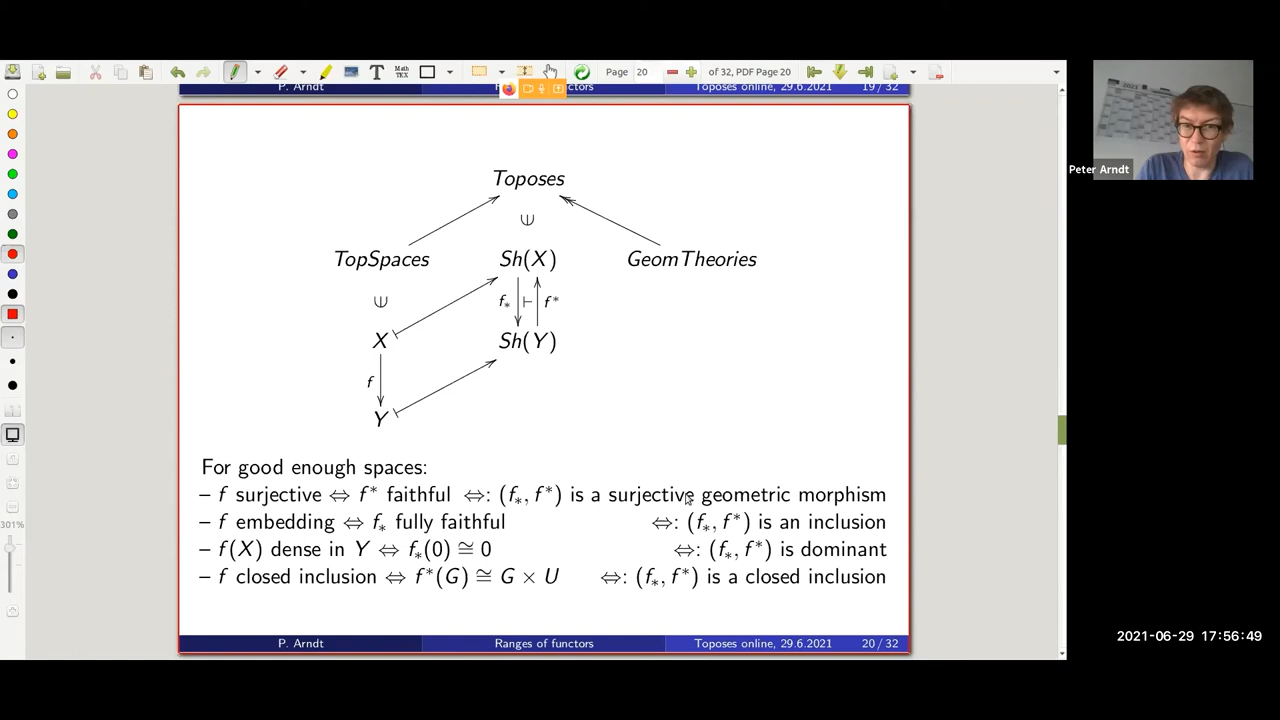 Page 20 of 32, PDF Page 20
Math
TEX
T
P. Arndt Toposes online, 29.6.2021 19/32
301%
Toposes
∋
TopSpaces Sh(X) GeomTheories
∋ f∗ ⊢ f*
X Sh(Y)
f
Y
For good enough spaces:
– f surjective ⇔ f* faithful ⇔: (f∗, f*) is a surjective geometric morphism
– f embedding ⇔ f∗ fully faithful ⇔: (f∗, f*) is an inclusion
– f(X) dense in Y ⇔ f∗(0) ≅ 0 ⇔: (f∗, f*) is dominant
– f closed inclusion ⇔ f*(G) ≅ G × U ⇔: (f∗, f*) is a closed inclusion
P. Arndt Ranges of functors Toposes online, 29.6.2021 20/32
Peter Arndt
2021-06-29 17:56:49